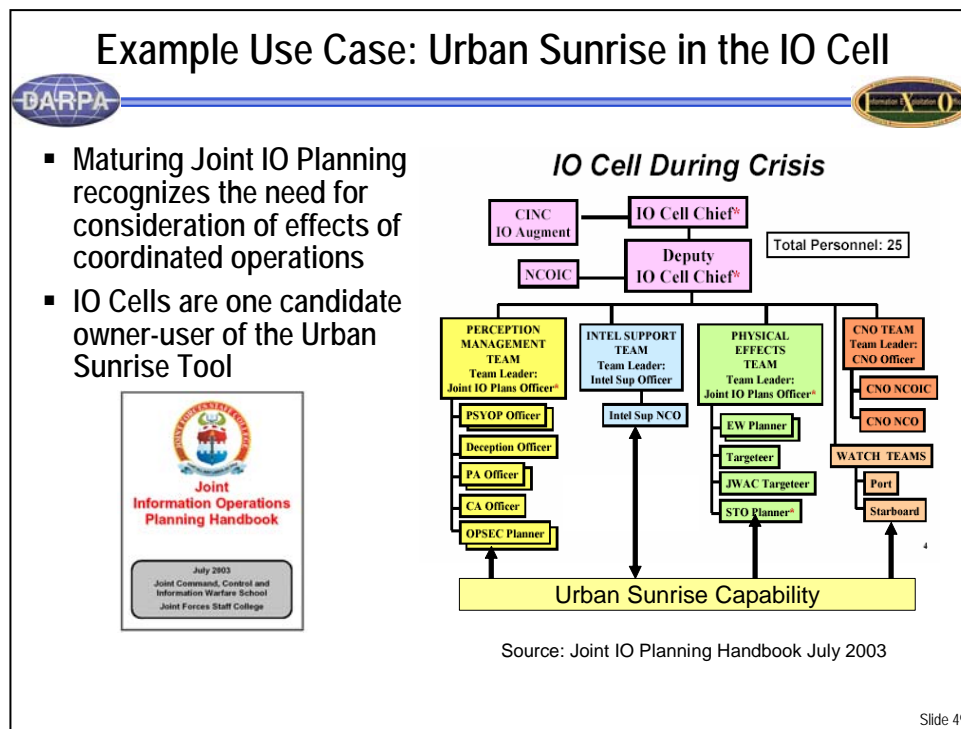 Example Use Case: Urban Sunrise in the IO Cell
DARPA
Information Exploitation Office
▪ Maturing Joint IO Planning
recognizes the need for
consideration of effects of
coordinated operations
▪ IO Cells are one candidate
owner-user of the Urban
Sunrise Tool
JOINT FORCES STAFF COLLEGE
Joint
Information Operations
Planning Handbook
July 2003
Joint Command, Control and
Information Warfare School
Joint Forces Staff College
IO Cell During Crisis
CINC
IO Augment
IO Cell Chief*
Total Personnel: 25
NCOIC
Deputy
IO Cell Chief*
PERCEPTION
MANAGEMENT
TEAM
Team Leader:
Joint IO Plans Officer*
PSYOP Officer
Deception Officer
PA Officer
CA Officer
OPSEC Planner
INTEL SUPPORT
TEAM
Team Leader:
Intel Sup Officer
Intel Sup NCO
PHYSICAL
EFFECTS
TEAM
Team Leader:
Joint IO Plans Officer*
EW Planner
Targeteer
JWAC Targeteer
STO Planner*
CNO TEAM
Team Leader:
CNO Officer
CNO NCOIC
CNO NCO
WATCH TEAMS
Port
Starboard
4
Urban Sunrise Capability
Source: Joint IO Planning Handbook July 2003